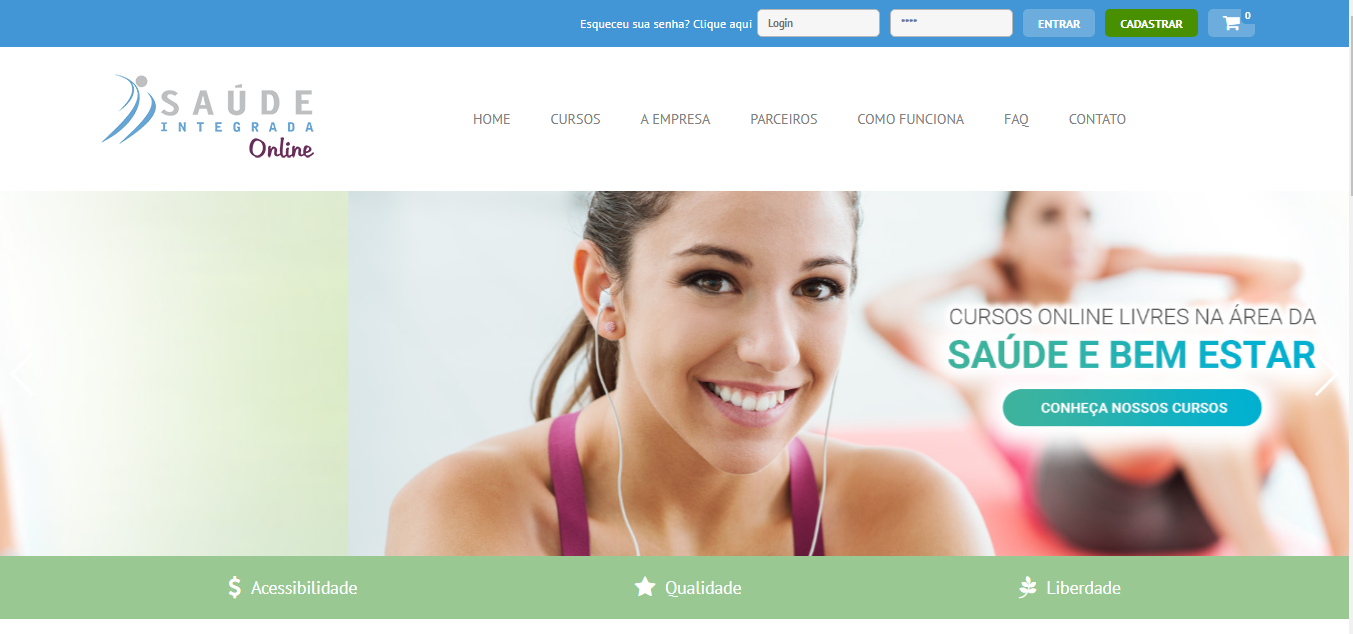 Esqueceu sua senha? Clique aqui Login **** ENTRAR CADASTRAR 0
SAÚDE
INTEGRADA
Online
HOME CURSOS A EMPRESA PARCEIROS COMO FUNCIONA FAQ CONTATO
CURSOS ONLINE LIVRES NA ÁREA DA
SAÚDE E BEM ESTAR
CONHEÇA NOSSOS CURSOS
Acessibilidade Qualidade Liberdade